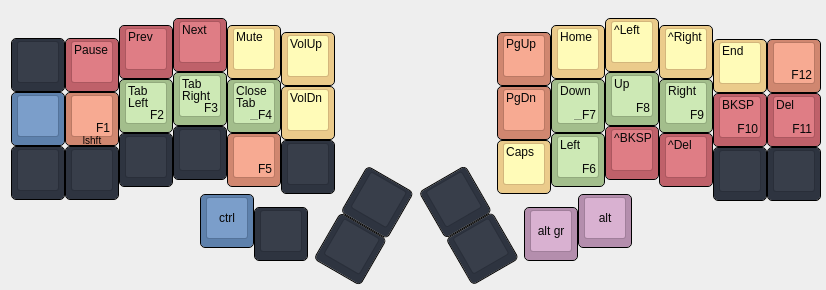 Pause
Prev
Next
Mute
VolUp
PgUp
Home
^Left
^Right
End
F12
F1
lshft
Tab
Left
F2
Tab
Right
F3
Close
Tab
_F4
VolDn
PgDn
Down
_F7
Up
F8
Right
F9
BKSP
F10
Del
F11
F5
Caps
Left
F6
^BKSP
^Del
ctrl
alt gr
alt